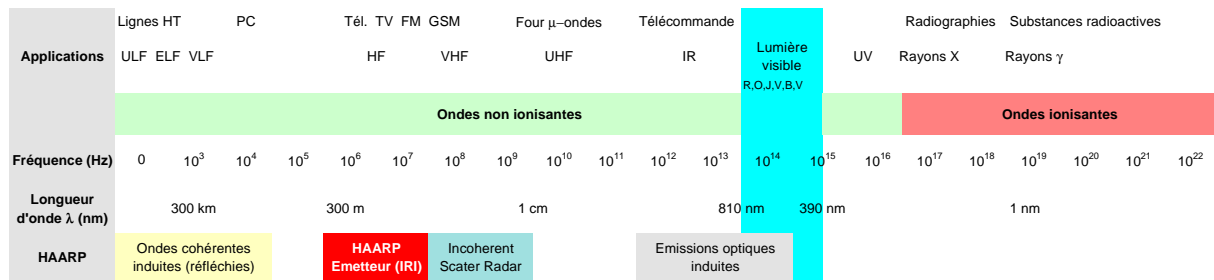 Lignes HT PC Tél. TV FM GSM Four μ−ondes Télécommande Radiographies Substances radioactives
Applications ULF ELF VLF HF VHF UHF IR Lumière visible UV Rayons X Rayons γ
R,O,J,V,B,V
Ondes non ionisantes Ondes ionisantes
Fréquence (Hz) 0 10³ 10⁴ 10⁵ 10⁶ 10⁷ 10⁸ 10⁹ 10¹⁰ 10¹¹ 10¹² 10¹³ 10¹⁴ 10¹⁵ 10¹⁶ 10¹⁷ 10¹⁸ 10¹⁹ 10²⁰ 10²¹ 10²²
Longueur
d'onde λ (nm) 300 km 300 m 1 cm 810 nm 390 nm 1 nm
HAARP
Ondes cohérentes
induites (réfléchies)
HAARP
Emetteur (IRI)
Incoherent
Scater Radar
Emissions optiques
induites